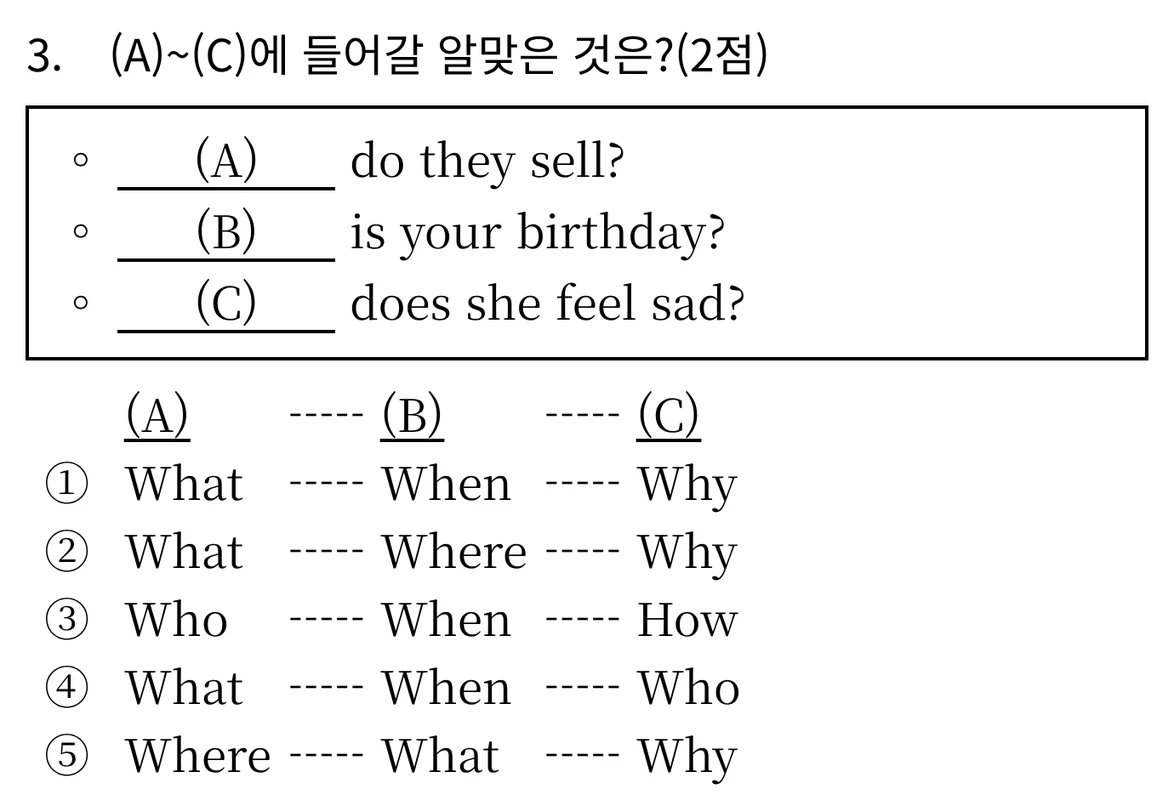 3. (A)~(C)에 들어갈 알맞은 것은?(2점)
◦ (A) do they sell?
◦ (B) is your birthday?
◦ (C) does she feel sad?
(A) ----- (B) ----- (C)
① What ----- When ----- Why
② What ----- Where ----- Why
③ Who ----- When ----- How
④ What ----- When ----- Who
⑤ Where ----- What ----- Why